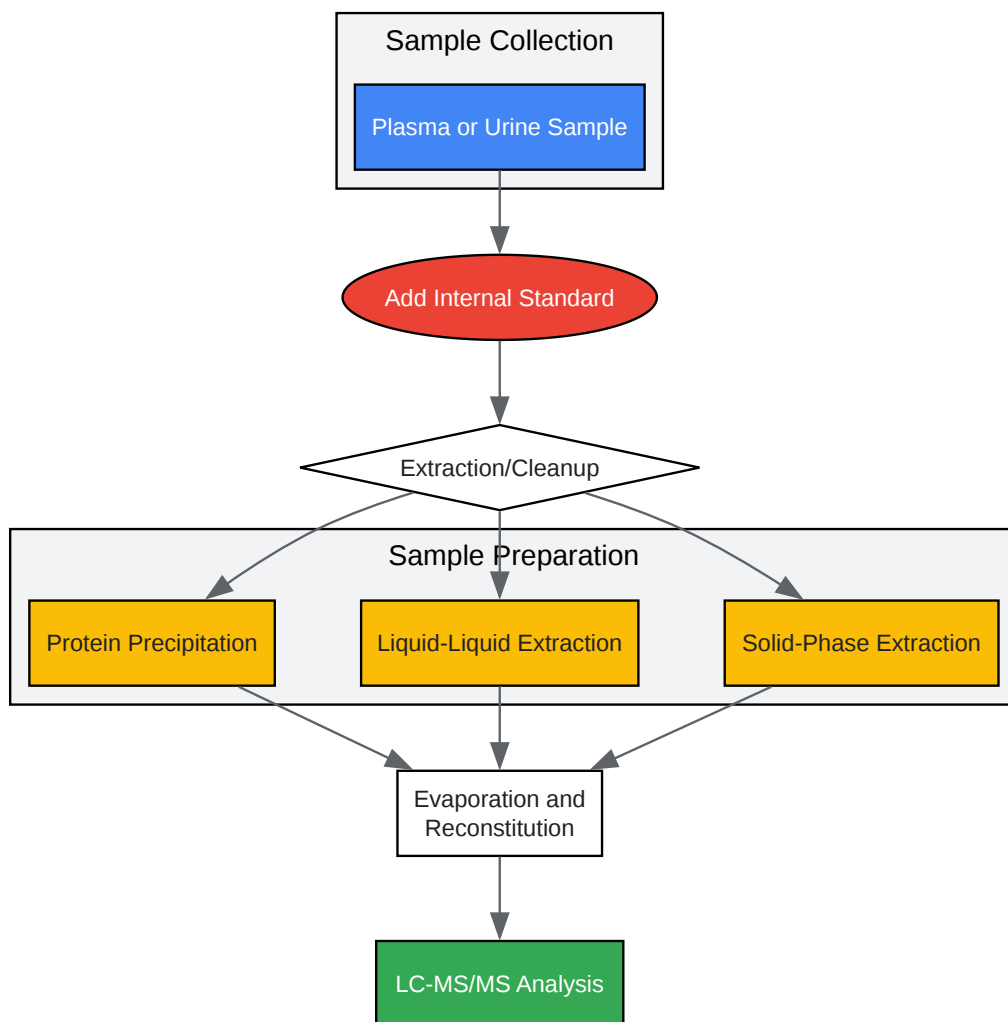 Sample Collection
Plasma or Urine Sample
Add Internal Standard
Extraction/Cleanup
Sample Preparation
Protein Precipitation
Liquid-Liquid Extraction
Solid-Phase Extraction
Evaporation and
Reconstitution
LC-MS/MS Analysis